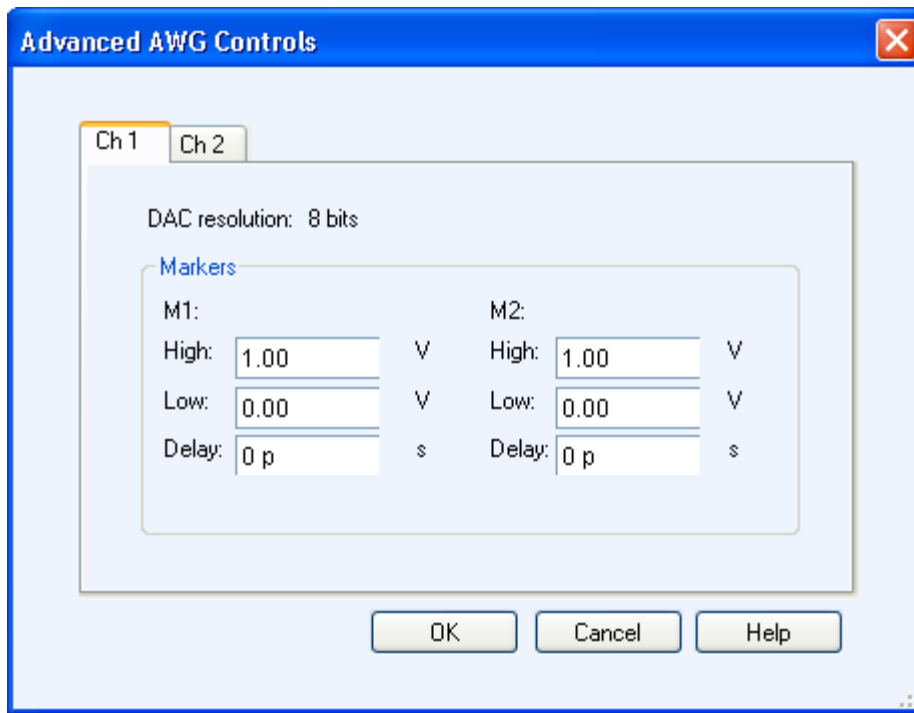 Advanced AWG Controls
Ch 1 Ch 2
DAC resolution: 8 bits
Markers
M1: M2:
High: 1.00 V High: 1.00 V
Low: 0.00 V Low: 0.00 V
Delay: 0 p s Delay: 0 p s
OK Cancel Help